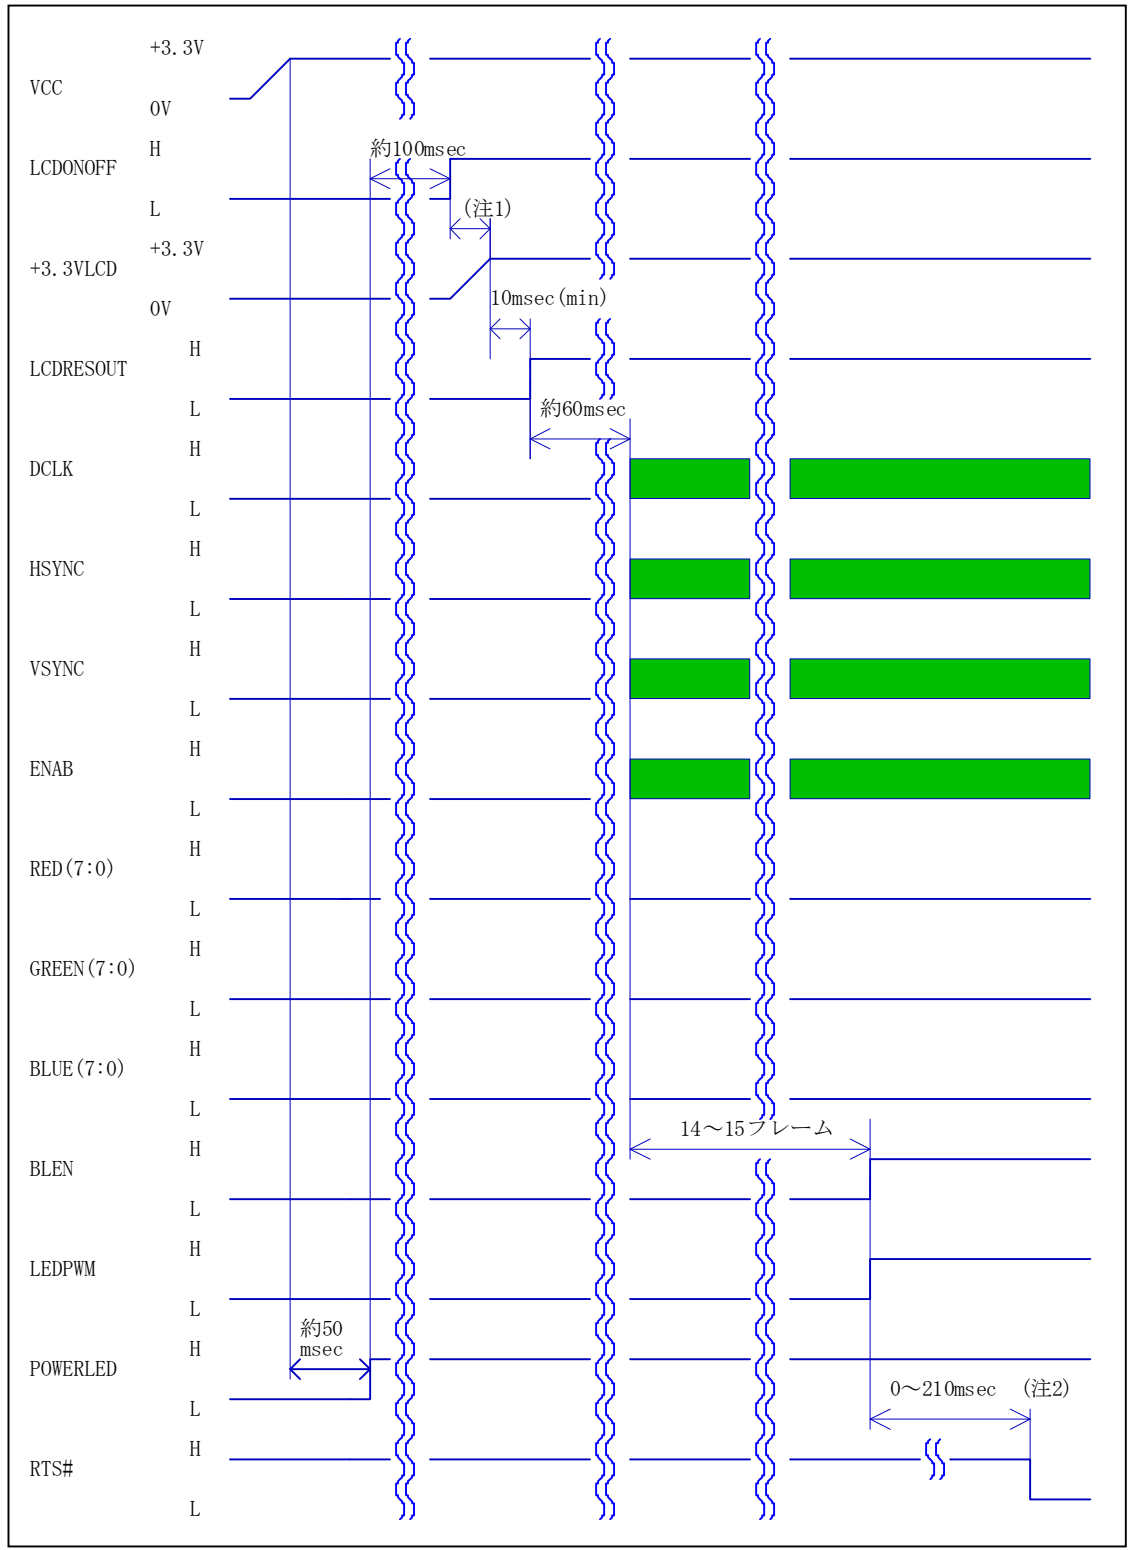 +3.3V
VCC
0V
H
約100msec
LCDONOFF
L
(注1)
+3.3V
+3.3VLCD
0V
10msec(min)
H
LCDRESOUT
L
約60msec
H
DCLK
L
H
HSYNC
L
H
VSYNC
L
H
ENAB
L
H
RED(7:0)
L
H
GREEN(7:0)
L
H
BLUE(7:0)
L
14～15フレーム
H
BLEN
L
H
LEDPWM
L
約50
msec
H
POWERLED
L
0～210msec (注2)
H
RTS#
L